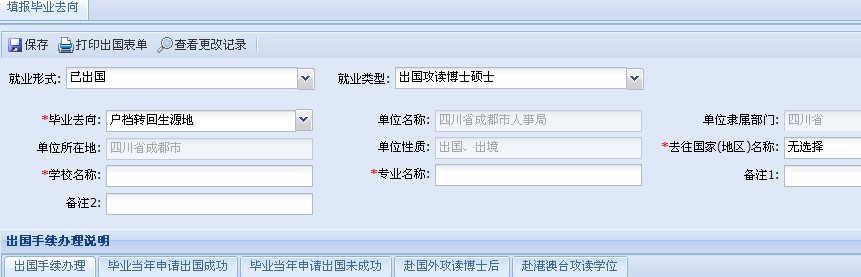 填报毕业去向
保存 打印出国表单 查看更改记录
就业形式: 已出国 就业类型: 出国攻读博士硕士
*毕业去向: 户档转回生源地 单位名称: 四川省成都市人事局 单位隶属部门: 四川省
单位所在地: 四川省成都市 单位性质: 出国、出境 *去往国家(地区)名称: 无选择
*学校名称: *专业名称: 备注1:
备注2:
出国手续办理说明
出国手续办理 毕业当年申请出国成功 毕业当年申请出国未成功 赴国外攻读博士后 赴港澳台攻读学位